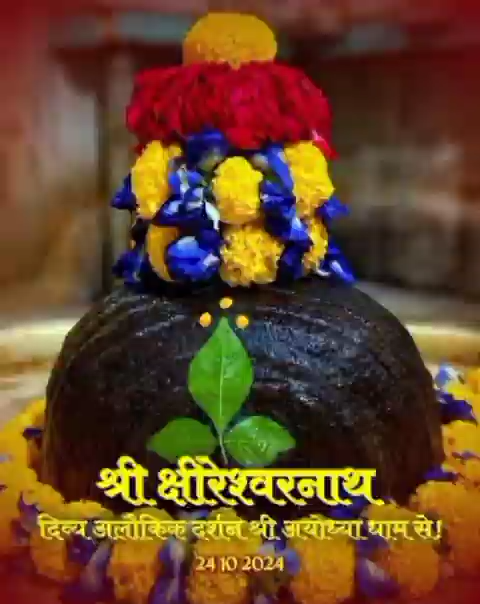 श्री क्षीरेश्वरनाथ
दिव्य अलौकिक दर्शन श्री अयोध्या धाम से!
24 10 2024